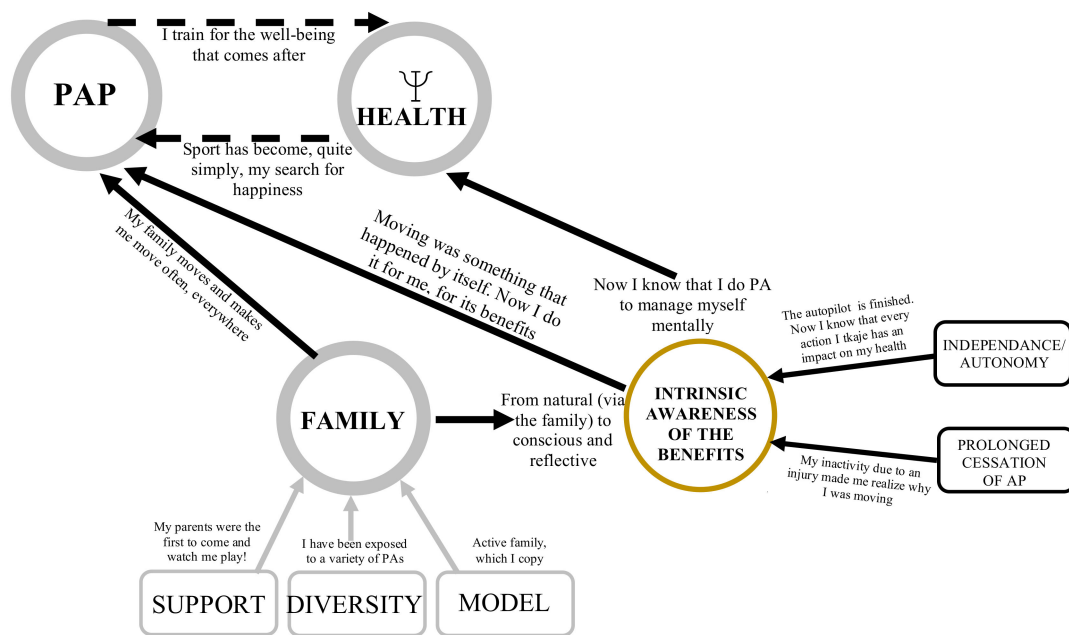 I train for the well-being
that comes after
PAP
Ψ
HEALTH
Sport has become, quite
simply, my search for
happiness
My family moves and makes
me move often, everywhere
Moving was something that
happened by itself. Now I do
it for me, for its benefits
Now I know that I do PA
to manage myself
mentally
The autopilot is finished.
Now I know that every
action I tkaje has an
impact on my health
INDEPENDANCE/
AUTONOMY
FAMILY
From natural (via
the family) to
conscious and
reflective
INTRINSIC
AWARENESS
OF THE
BENEFITS
My inactivity due to an
injury made me realize why
I was moving
PROLONGED
CESSATION
OF AP
My parents were the
first to come and
watch me play!
I have been exposed
to a variety of PAs
Active family,
which I copy
SUPPORT
DIVERSITY
MODEL